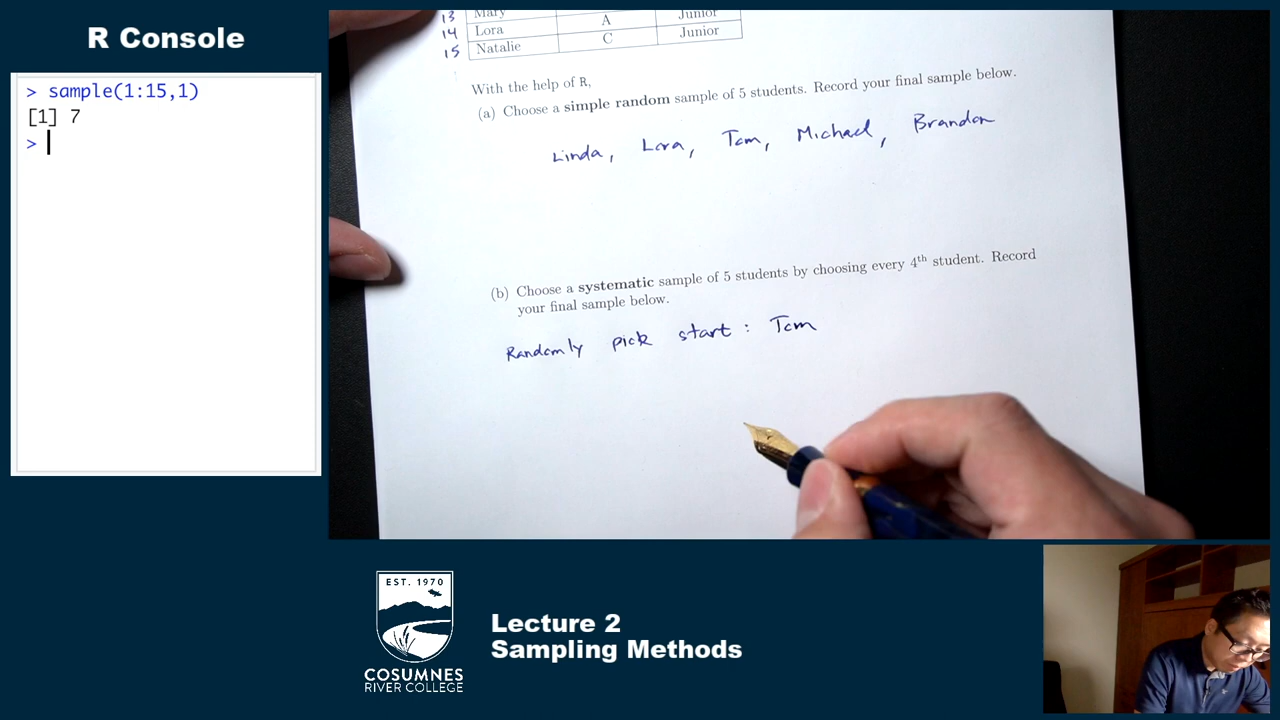 R Console
> sample(1:15,1)
[1] 7
>
13 Mary Junior
14 Lora A Junior
15 Natalie C Junior
With the help of R,
(a) Choose a simple random sample of 5 students. Record your final sample below.
Linda, Lora, Tom, Michael, Brandon
(b) Choose a systematic sample of 5 students by choosing every 4th student. Record
your final sample below.
Randomly pick start: Tom
EST. 1970
COSUMNES
RIVER COLLEGE
Lecture 2
Sampling Methods